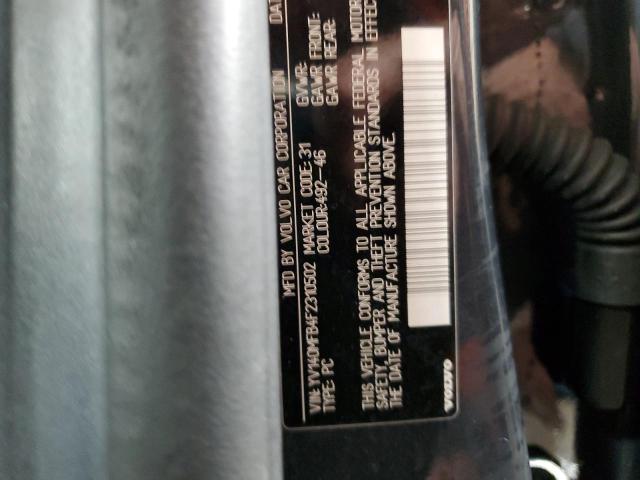 MFD BY VOLVO CAR CORPORATION DA
GVWR:
GAWR FRONT:
GAWR REAR:
VIN: YV140MFB4F2310502 MARKET CODE: 31
TYPE: PC COLOUR: 492-46
THIS VEHICLE CONFORMS TO ALL APPLICABLE FEDERAL MOTOR
SAFETY, BUMPER AND THEFT PREVENTION STANDARDS IN EFFEC
THE DATE OF MANUFACTURE SHOWN ABOVE.
VOLVO